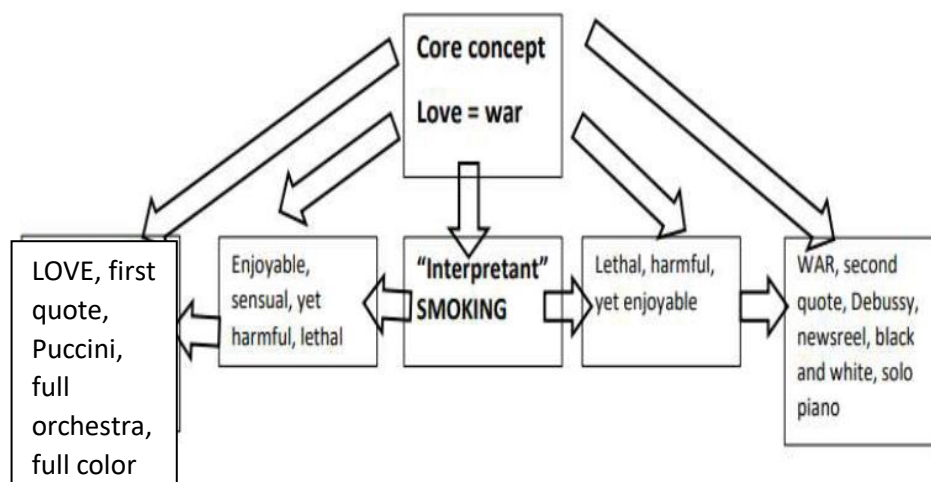 Core concept
Love = war
LOVE, first
quote,
Puccini,
full
orchestra,
full color
Enjoyable,
sensual, yet
harmful, lethal
“Interpretant”
SMOKING
Lethal, harmful,
yet enjoyable
WAR, second
quote, Debussy,
newsreel, black
and white, solo
piano